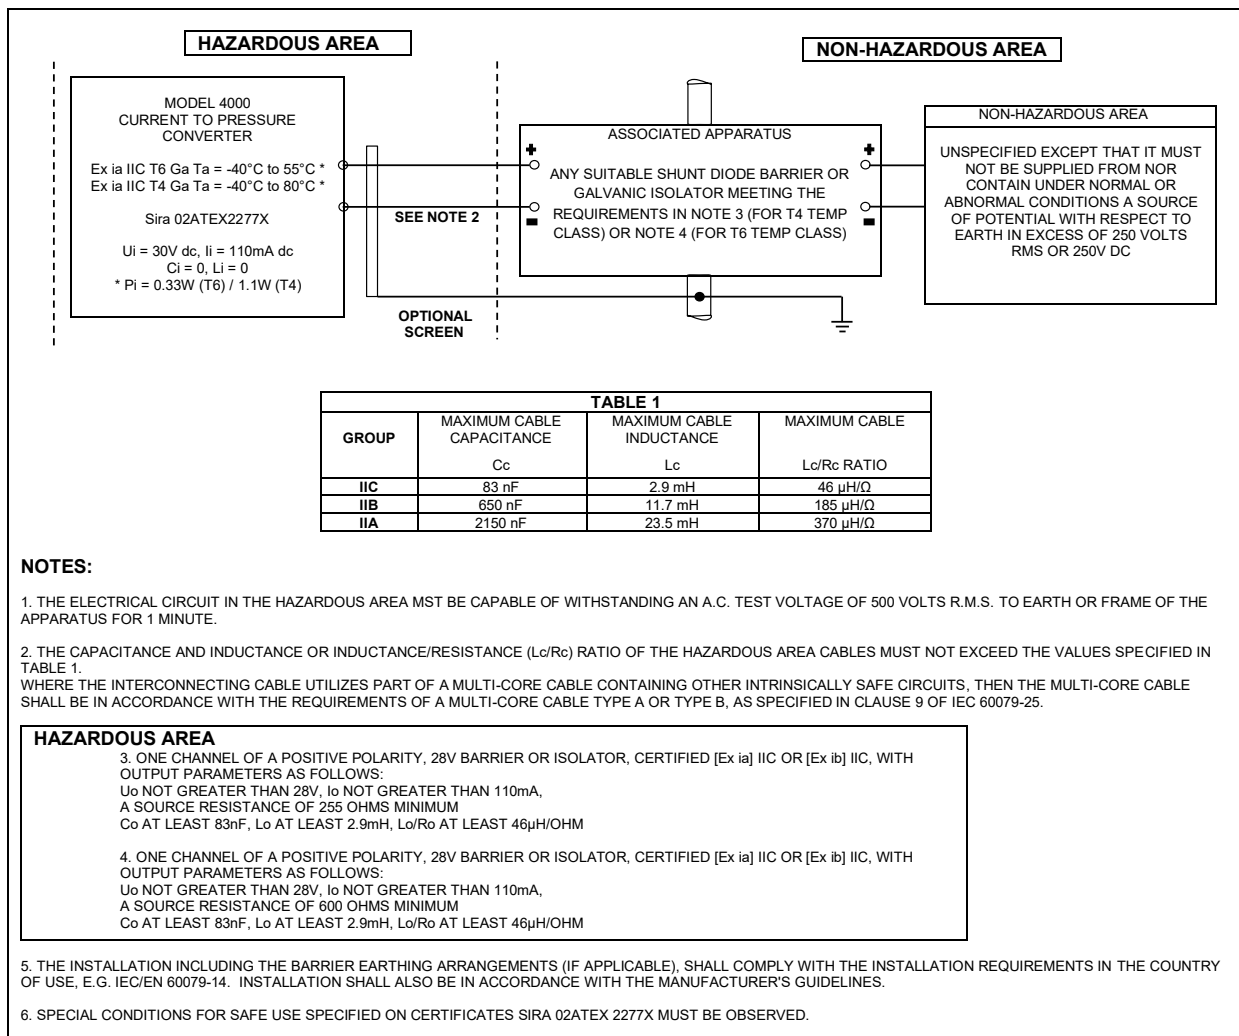 HAZARDOUS AREA
NON-HAZARDOUS AREA
MODEL 4000
CURRENT TO PRESSURE
CONVERTER
Ex ia IIC T6 Ga Ta = -40°C to 55°C *
Ex ia IIC T4 Ga Ta = -40°C to 80°C *
Sira 02ATEX2277X
Ui = 30V dc, Ii = 110mA dc
Ci = 0, Li = 0
* Pi = 0.33W (T6) / 1.1W (T4)
SEE NOTE 2
OPTIONAL
SCREEN
ASSOCIATED APPARATUS
+
+
ANY SUITABLE SHUNT DIODE BARRIER OR
GALVANIC ISOLATOR MEETING THE
REQUIREMENTS IN NOTE 3 (FOR T4 TEMP
CLASS) OR NOTE 4 (FOR T6 TEMP CLASS)
-
-
NON-HAZARDOUS AREA
UNSPECIFIED EXCEPT THAT IT MUST
NOT BE SUPPLIED FROM NOR
CONTAIN UNDER NORMAL OR
ABNORMAL CONDITIONS A SOURCE
OF POTENTIAL WITH RESPECT TO
EARTH IN EXCESS OF 250 VOLTS
RMS OR 250V DC
TABLE 1
GROUP
MAXIMUM CABLE
CAPACITANCE
Cc
MAXIMUM CABLE
INDUCTANCE
Lc
MAXIMUM CABLE
Lc/Rc RATIO
IIC 83 nF 2.9 mH 46 µH/Ω
IIB 650 nF 11.7 mH 185 µH/Ω
IIA 2150 nF 23.5 mH 370 µH/Ω
NOTES:
1. THE ELECTRICAL CIRCUIT IN THE HAZARDOUS AREA MST BE CAPABLE OF WITHSTANDING AN A.C. TEST VOLTAGE OF 500 VOLTS R.M.S. TO EARTH OR FRAME OF THE
APPARATUS FOR 1 MINUTE.
2. THE CAPACITANCE AND INDUCTANCE OR INDUCTANCE/RESISTANCE (Lc/Rc) RATIO OF THE HAZARDOUS AREA CABLES MUST NOT EXCEED THE VALUES SPECIFIED IN
TABLE 1.
WHERE THE INTERCONNECTING CABLE UTILIZES PART OF A MULTI-CORE CABLE CONTAINING OTHER INTRINSICALLY SAFE CIRCUITS, THEN THE MULTI-CORE CABLE
SHALL BE IN ACCORDANCE WITH THE REQUIREMENTS OF A MULTI-CORE CABLE TYPE A OR TYPE B, AS SPECIFIED IN CLAUSE 9 OF IEC 60079-25.
HAZARDOUS AREA
3. ONE CHANNEL OF A POSITIVE POLARITY, 28V BARRIER OR ISOLATOR, CERTIFIED [Ex ia] IIC OR [Ex ib] IIC, WITH
OUTPUT PARAMETERS AS FOLLOWS:
Uo NOT GREATER THAN 28V, Io NOT GREATER THAN 110mA,
A SOURCE RESISTANCE OF 255 OHMS MINIMUM
Co AT LEAST 83nF, Lo AT LEAST 2.9mH, Lo/Ro AT LEAST 46µH/OHM
4. ONE CHANNEL OF A POSITIVE POLARITY, 28V BARRIER OR ISOLATOR, CERTIFIED [Ex ia] IIC OR [Ex ib] IIC, WITH
OUTPUT PARAMETERS AS FOLLOWS:
Uo NOT GREATER THAN 28V, Io NOT GREATER THAN 110mA,
A SOURCE RESISTANCE OF 600 OHMS MINIMUM
Co AT LEAST 83nF, Lo AT LEAST 2.9mH, Lo/Ro AT LEAST 46µH/OHM
5. THE INSTALLATION INCLUDING THE BARRIER EARTHING ARRANGEMENTS (IF APPLICABLE), SHALL COMPLY WITH THE INSTALLATION REQUIREMENTS IN THE COUNTRY
OF USE, E.G. IEC/EN 60079-14. INSTALLATION SHALL ALSO BE IN ACCORDANCE WITH THE MANUFACTURER'S GUIDELINES.
6. SPECIAL CONDITIONS FOR SAFE USE SPECIFIED ON CERTIFICATES SIRA 02ATEX 2277X MUST BE OBSERVED.